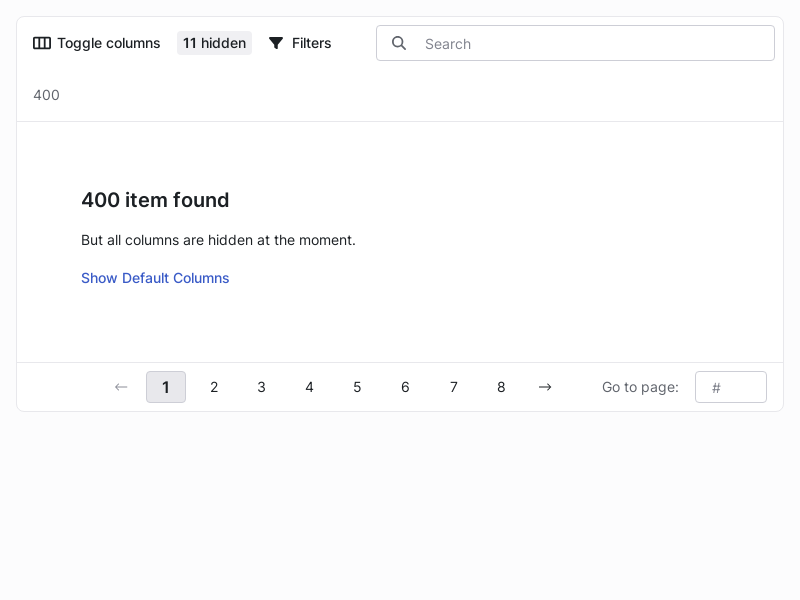 Toggle columns 11 hidden Filters Search
400
400 item found
But all columns are hidden at the moment.
Show Default Columns
← 1 2 3 4 5 6 7 8 → Go to page: #